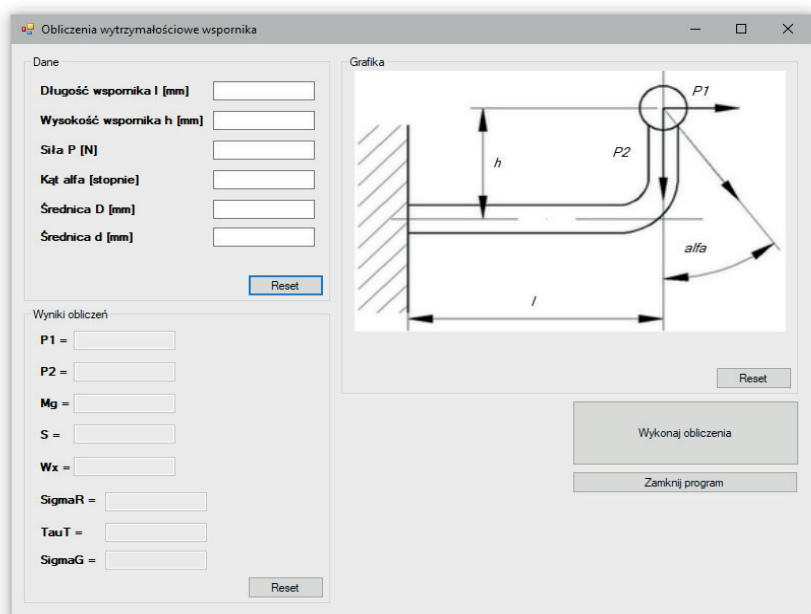 Obliczenia wytrzymałościowe wspornika
Dane
Długość wspornika l [mm]
Wysokość wspornika h [mm]
Siła P [N]
Kąt alfa [stopnie]
Średnica D [mm]
Średnica d [mm]
Reset
Grafika
P1
P2
h
alfa
l
Reset
Wyniki obliczeń
P1 =
P2 =
Mg =
S =
Wx =
SigmaR =
TauT =
SigmaG =
Reset
Wykonaj obliczenia
Zamknij program